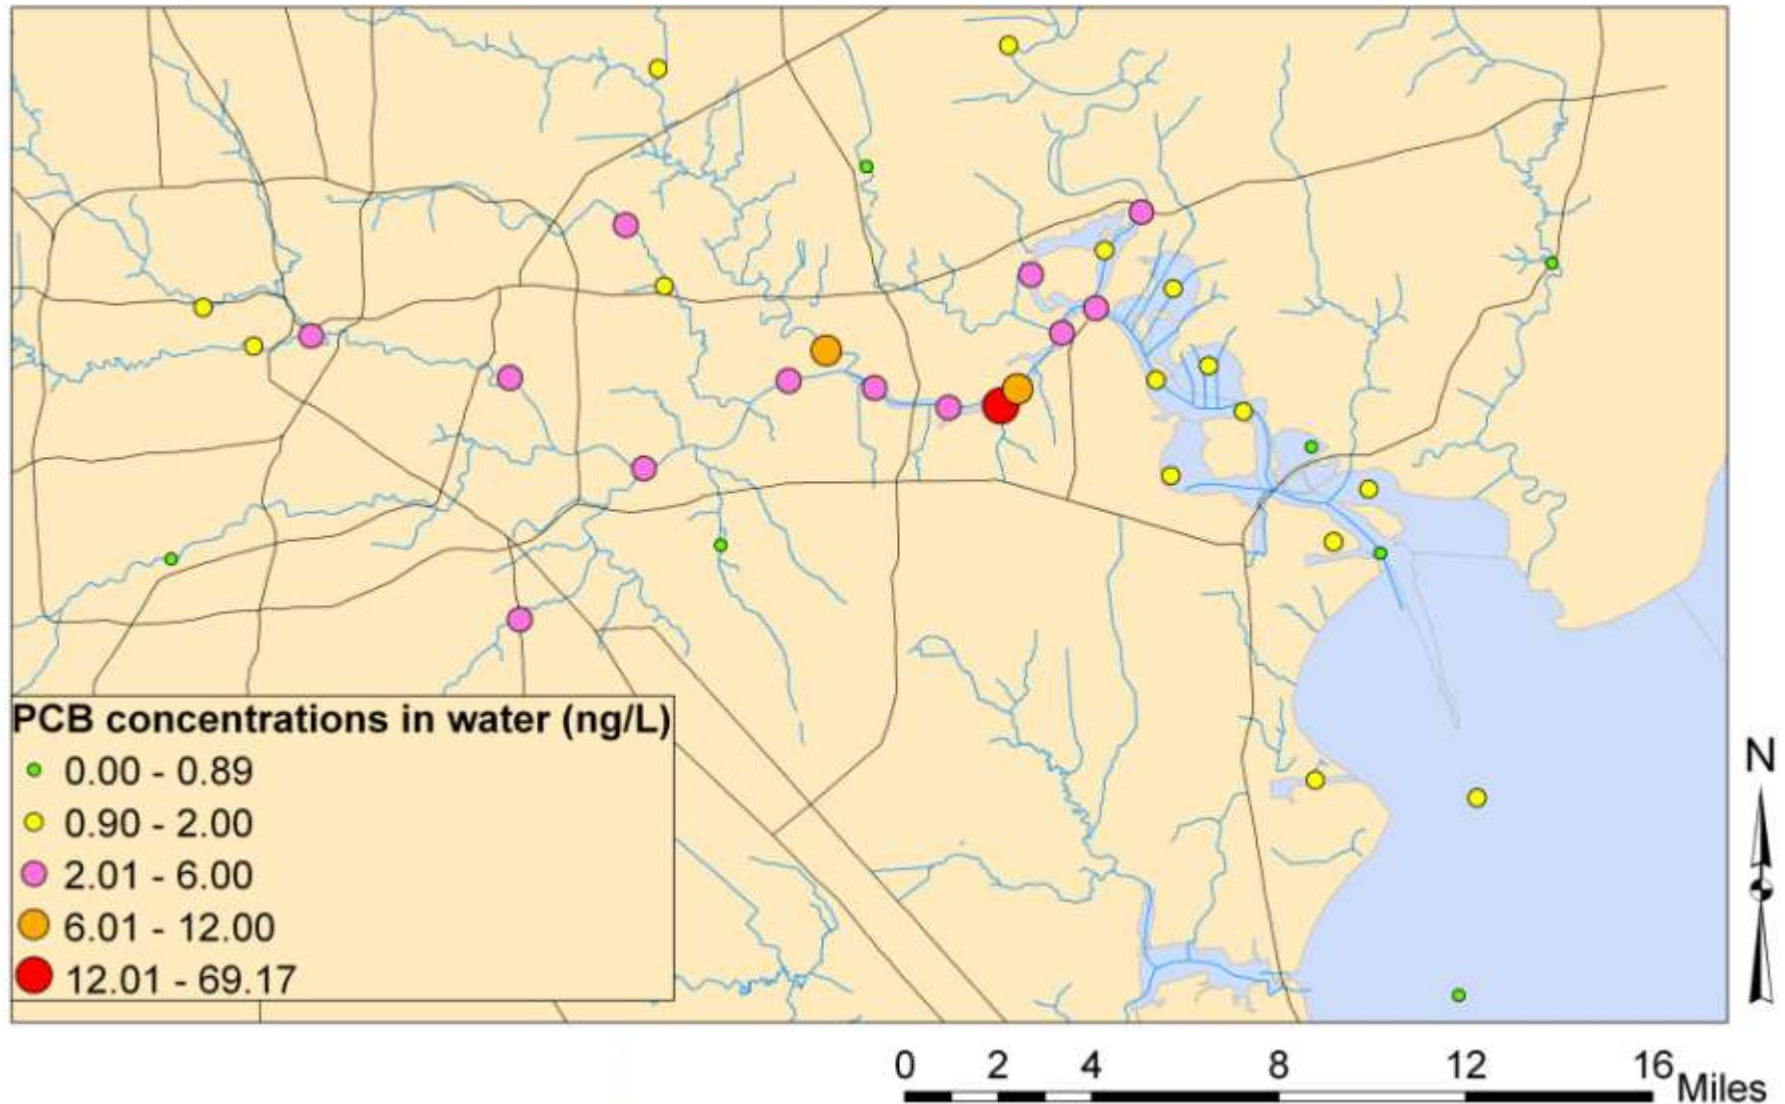 PCB concentrations in water (ng/L)
0.00 - 0.89
0.90 - 2.00
2.01 - 6.00
6.01 - 12.00
12.01 - 69.17
N
0 2 4 8 12 16 Miles